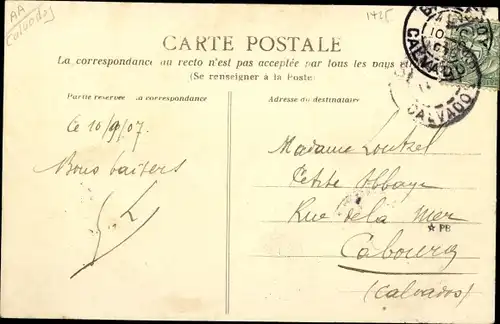 AA
(Calvados)
1425
CARTE POSTALE
La correspondance au recto n'est pas acceptée par tous les pays
(Se renseigner à la Poste)
Partie réservée à la correspondance
Adresse du destinataire
CALVADOS
Ce 10/9/07.
Bons baisers
Madame Loutzel
Petite Abbaye
Rue de la Mer
★PB
Cabourg
(Calvados)